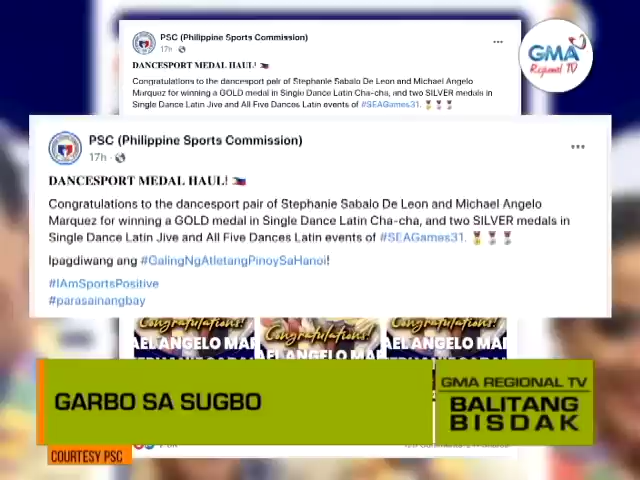 PSC (Philippine Sports Commission)
17h
DANCESPORT MEDAL HAUL! 🇵🇭
Congratulations to the dancesport pair of Stephanie Sabalo De Leon and Michael Angelo
Marquez for winning a GOLD medal in Single Dance Latin Cha-cha, and two SILVER medals in
Single Dance Latin Jive and All Five Dances Latin events of #SEAGames31. 🏅🥈🥈
GMA
Regional TV
PSC (Philippine Sports Commission)
17h ·
DANCESPORT MEDAL HAUL! 🇵🇭
Congratulations to the dancesport pair of Stephanie Sabalo De Leon and Michael Angelo
Marquez for winning a GOLD medal in Single Dance Latin Cha-cha, and two SILVER medals in
Single Dance Latin Jive and All Five Dances Latin events of #SEAGames31. 🏅🥈🥈
Ipagdiwang ang #GalingNgAtletangPinoySaHanoi!
#IAmSportsPositive
#parasainangbay
Congratulations! Congratulations! Congratulations!
AEL ANGELO MAR AEL ANGELO MAR
GARBO SA SUGBO
GMA REGIONAL TV
BALITANG
BISDAK
COURTESY PSC